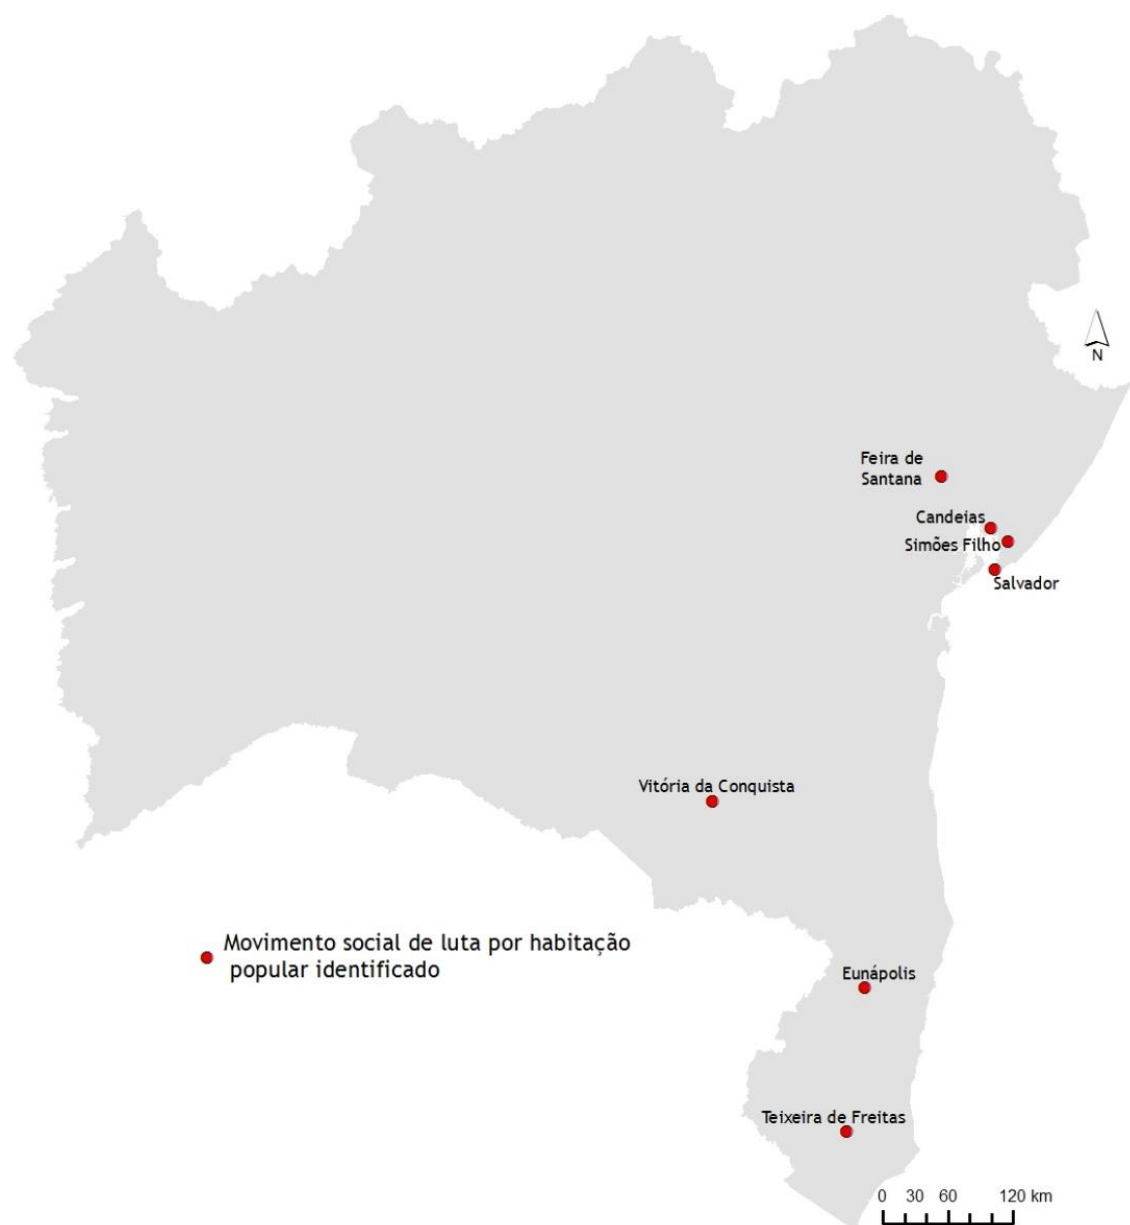 N
Feira de
Santana
Candeias
Simões Filho
Salvador
Vitória da Conquista
Movimento social de luta por habitação
popular identificado
Eunápolis
Teixeira de Freitas
0 30 60 120 km